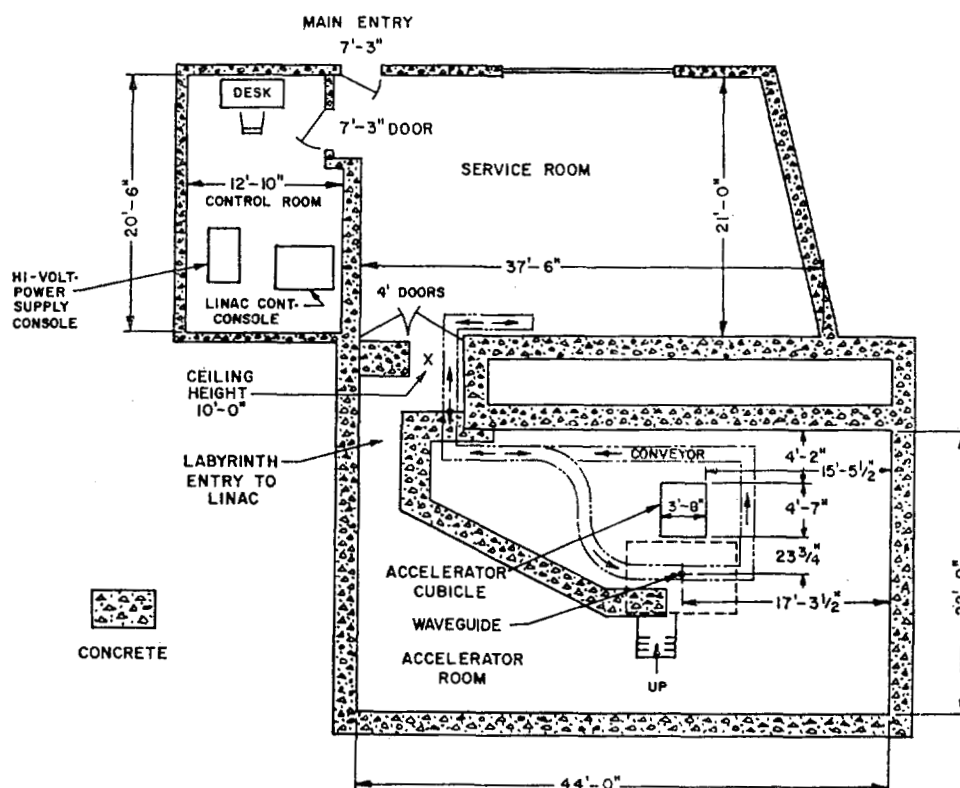 MAIN ENTRY
7'-3"
DESK
7'-3" DOOR
SERVICE ROOM
20'-6"
12'-10"
CONTROL ROOM
21'-0"
HI-VOLT-
POWER
SUPPLY
CONSOLE
LINAC CONT-
CONSOLE
4' DOORS
37'-6"
X
CEILING
HEIGHT
10'-0"
LABYRINTH
ENTRY TO
LINAC
CONVEYOR
4'-2"
15'-5½"
3'-8"
4'-7"
ACCELERATOR
CUBICLE
23¾"
WAVEGUIDE
17'-3½"
ACCELERATOR
ROOM
UP
CONCRETE
44'-0"